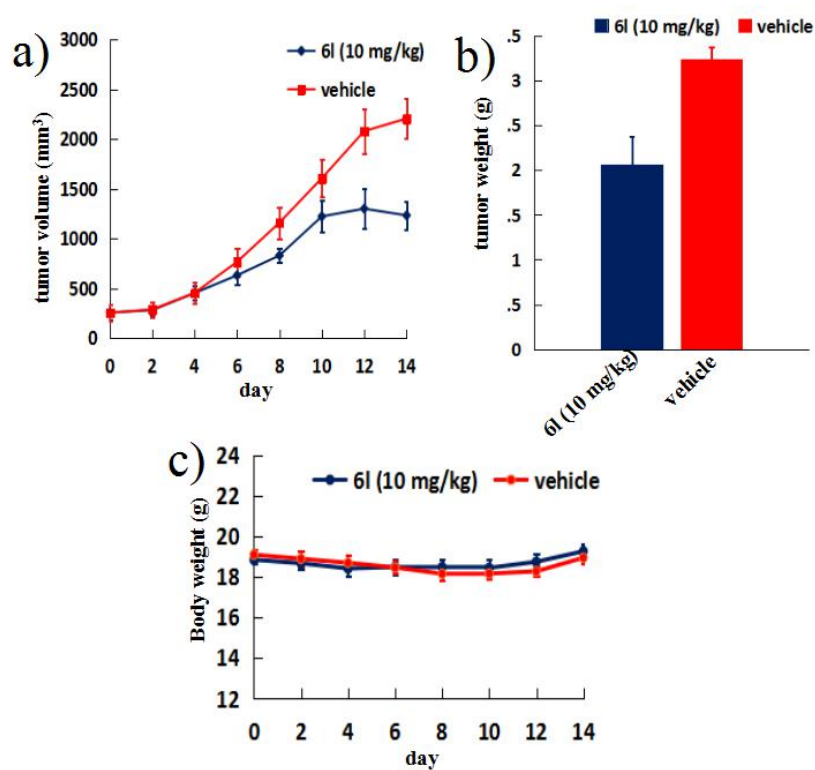 a)
6l (10 mg/kg)
vehicle
tumor volume (mm³)
3000
2500
2000
1500
1000
500
0
0 2 4 6 8 10 12 14
day
b)
6l (10 mg/kg) vehicle
tumor weight (g)
.5
3
.5
2
.5
1
.5
0
6l (10 mg/kg)
vehicle
c)
6l (10 mg/kg) vehicle
Body weight (g)
24
22
20
18
16
14
12
0 2 4 6 8 10 12 14
day